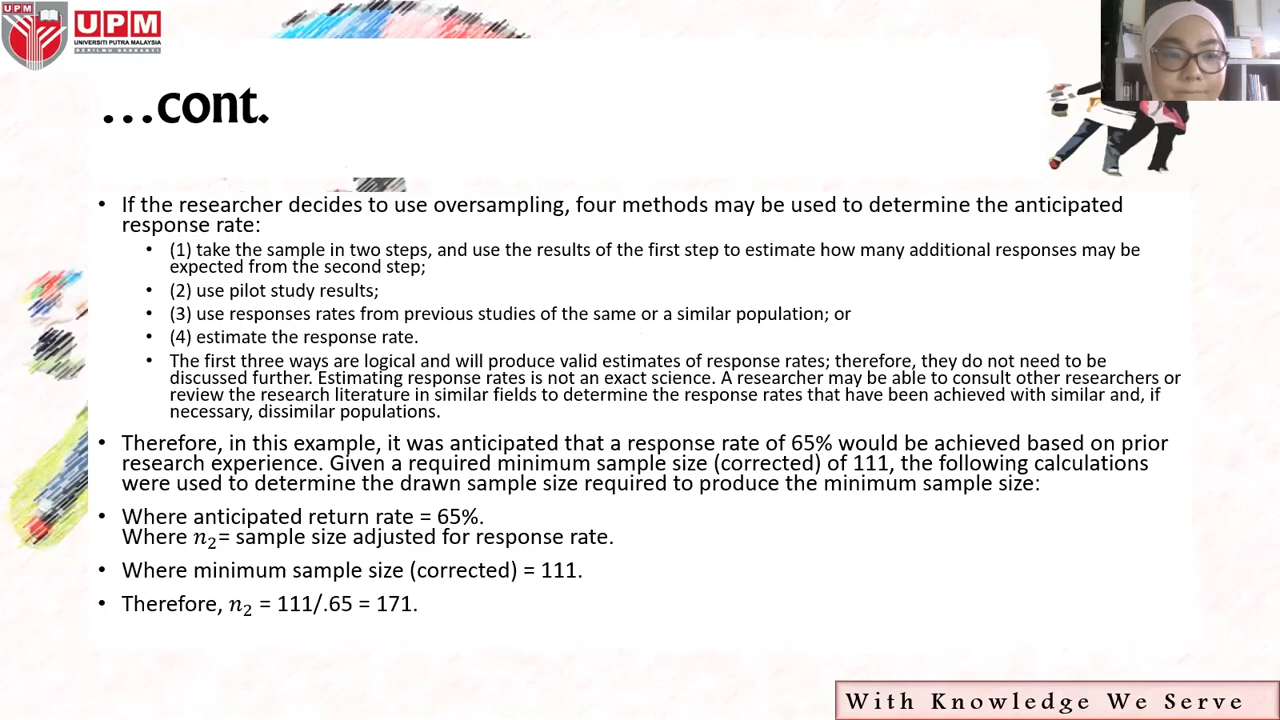 UPM
UNIVERSITI PUTRA MALAYSIA
BERILMU BERBAKTI
...cont.
• If the researcher decides to use oversampling, four methods may be used to determine the anticipated
response rate:
• (1) take the sample in two steps, and use the results of the first step to estimate how many additional responses may be
expected from the second step;
• (2) use pilot study results;
• (3) use responses rates from previous studies of the same or a similar population; or
• (4) estimate the response rate.
• The first three ways are logical and will produce valid estimates of response rates; therefore, they do not need to be
discussed further. Estimating response rates is not an exact science. A researcher may be able to consult other researchers or
review the research literature in similar fields to determine the response rates that have been achieved with similar and, if
necessary, dissimilar populations.
• Therefore, in this example, it was anticipated that a response rate of 65% would be achieved based on prior
research experience. Given a required minimum sample size (corrected) of 111, the following calculations
were used to determine the drawn sample size required to produce the minimum sample size:
• Where anticipated return rate = 65%.
Where n₂= sample size adjusted for response rate.
• Where minimum sample size (corrected) = 111.
• Therefore, n₂ = 111/.65 = 171.
With Knowledge We Serve